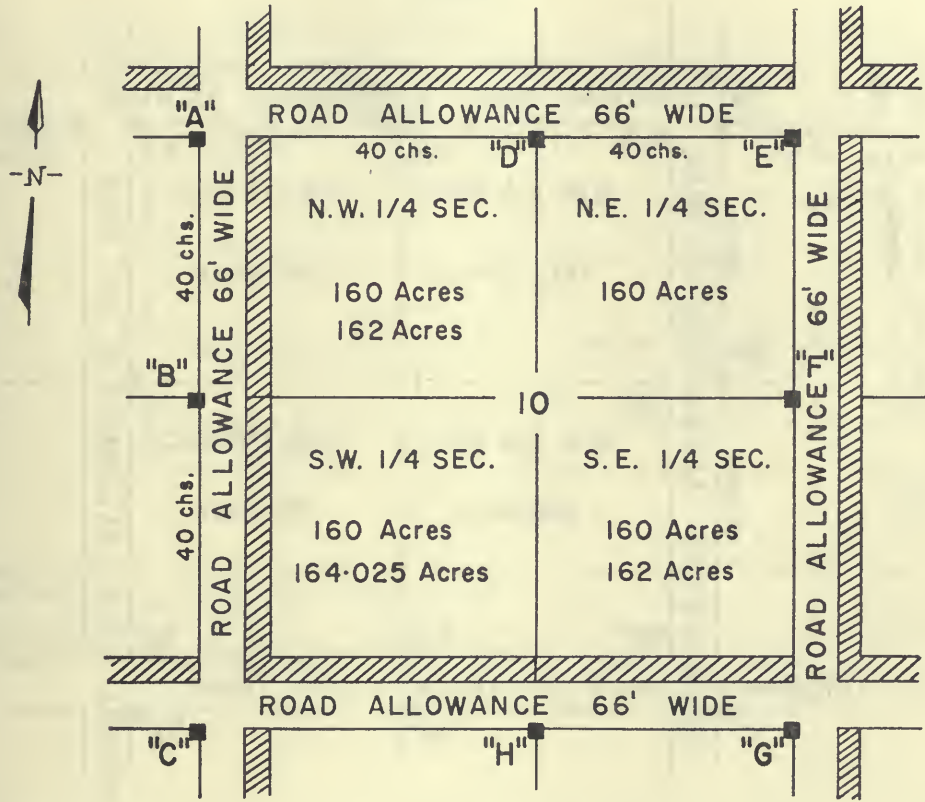 ROAD ALLOWANCE 66' WIDE
"A"
40 chs.
"D"
40 chs.
"E"
-N-
N.W. 1/4 SEC.
N.E. 1/4 SEC.
40 chs.
ROAD ALLOWANCE 66' WIDE
160 Acres
162 Acres
160 Acres
ROAD ALLOWANCE 66' WIDE
"B"
10
"F"
S.W. 1/4 SEC.
S.E. 1/4 SEC.
40 chs.
160 Acres
164·025 Acres
160 Acres
162 Acres
ROAD ALLOWANCE 66' WIDE
"C"
"H"
"G"